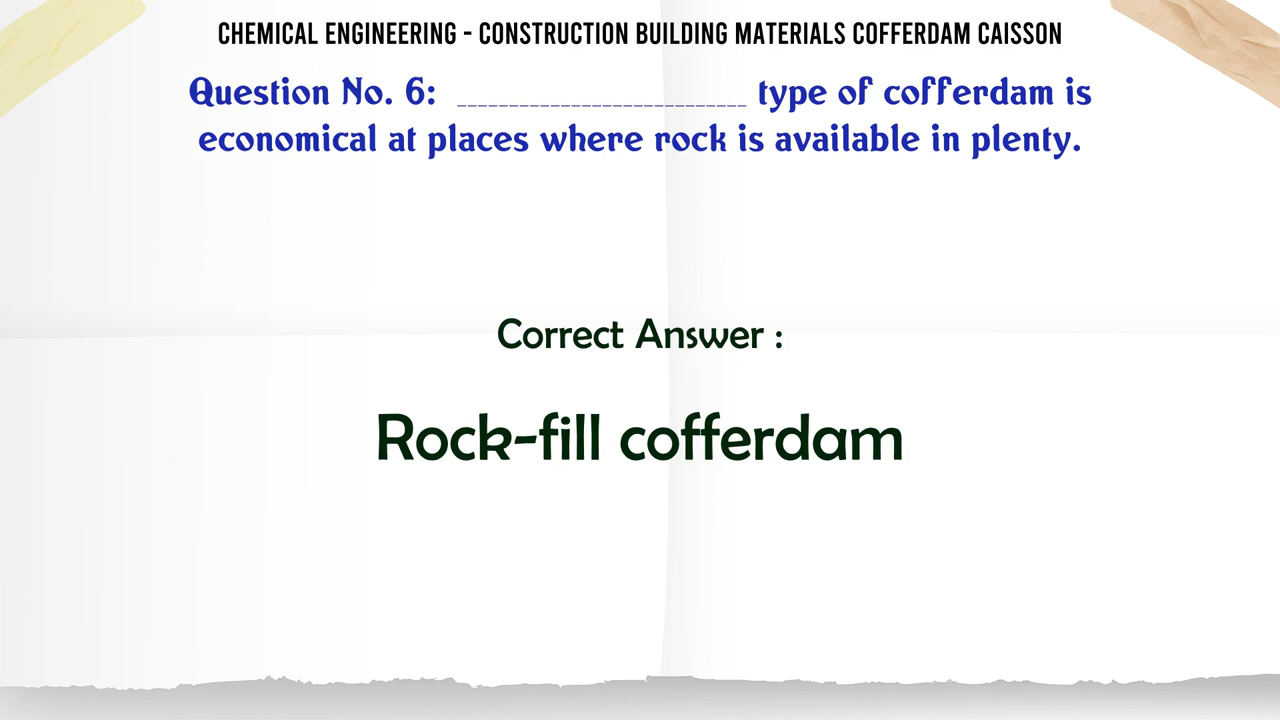 CHEMICAL ENGINEERING - CONSTRUCTION BUILDING MATERIALS COFFERDAM CAISSON
Question No. 6: __________________________ type of cofferdam is
economical at places where rock is available in plenty.
Correct Answer :
Rock-fill cofferdam